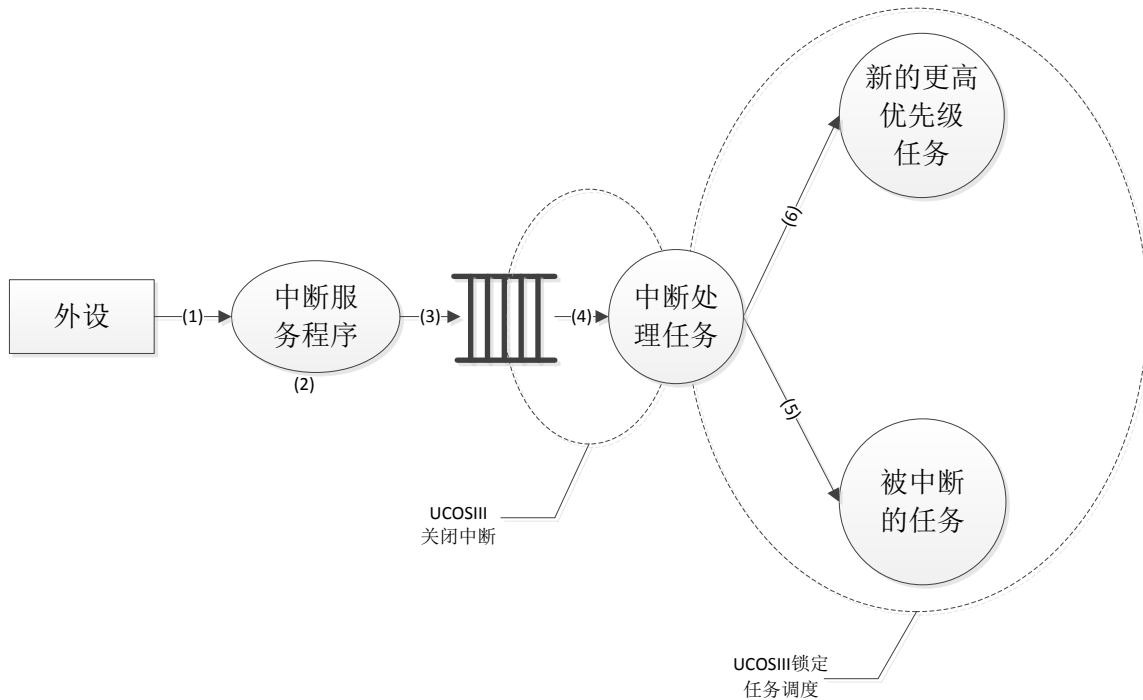 新的更高
优先级
任务
(6)
外设
(1)
中断服
务程序
(2)
(3)
(4)
中断处
理任务
(5)
被中断
的任务
UCOSIII
关闭中断
UCOSIII锁定
任务调度